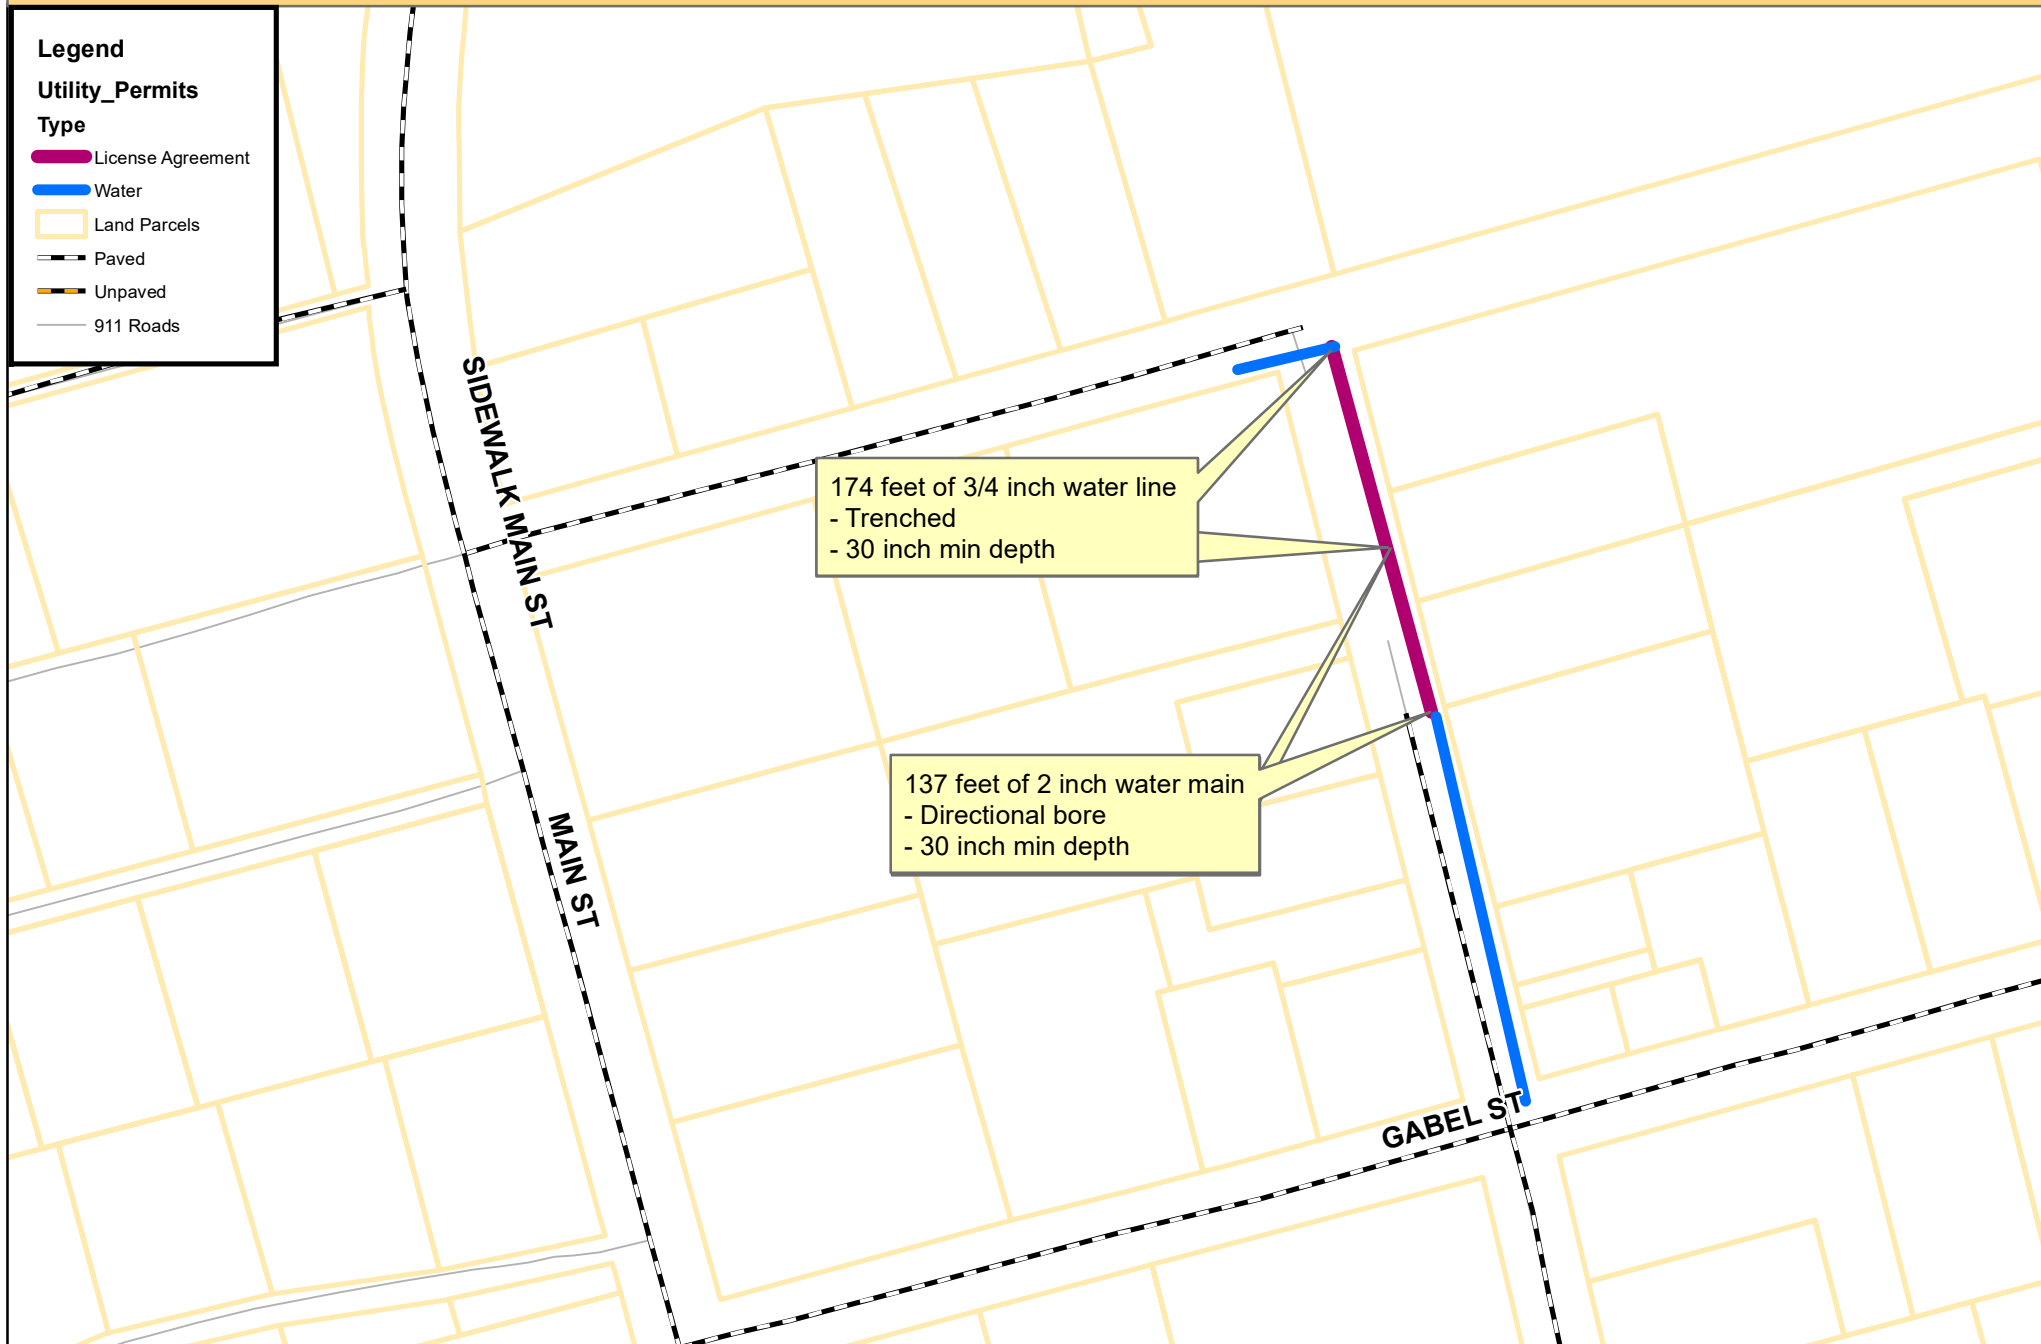 Legend
Utility_Permits
Type
License Agreement
Water
Land Parcels
Paved
Unpaved
911 Roads
SIDEWALK MAIN ST
174 feet of 3/4 inch water line
- Trenched
- 30 inch min depth
137 feet of 2 inch water main
- Directional bore
- 30 inch min depth
MAIN ST
GABEL ST